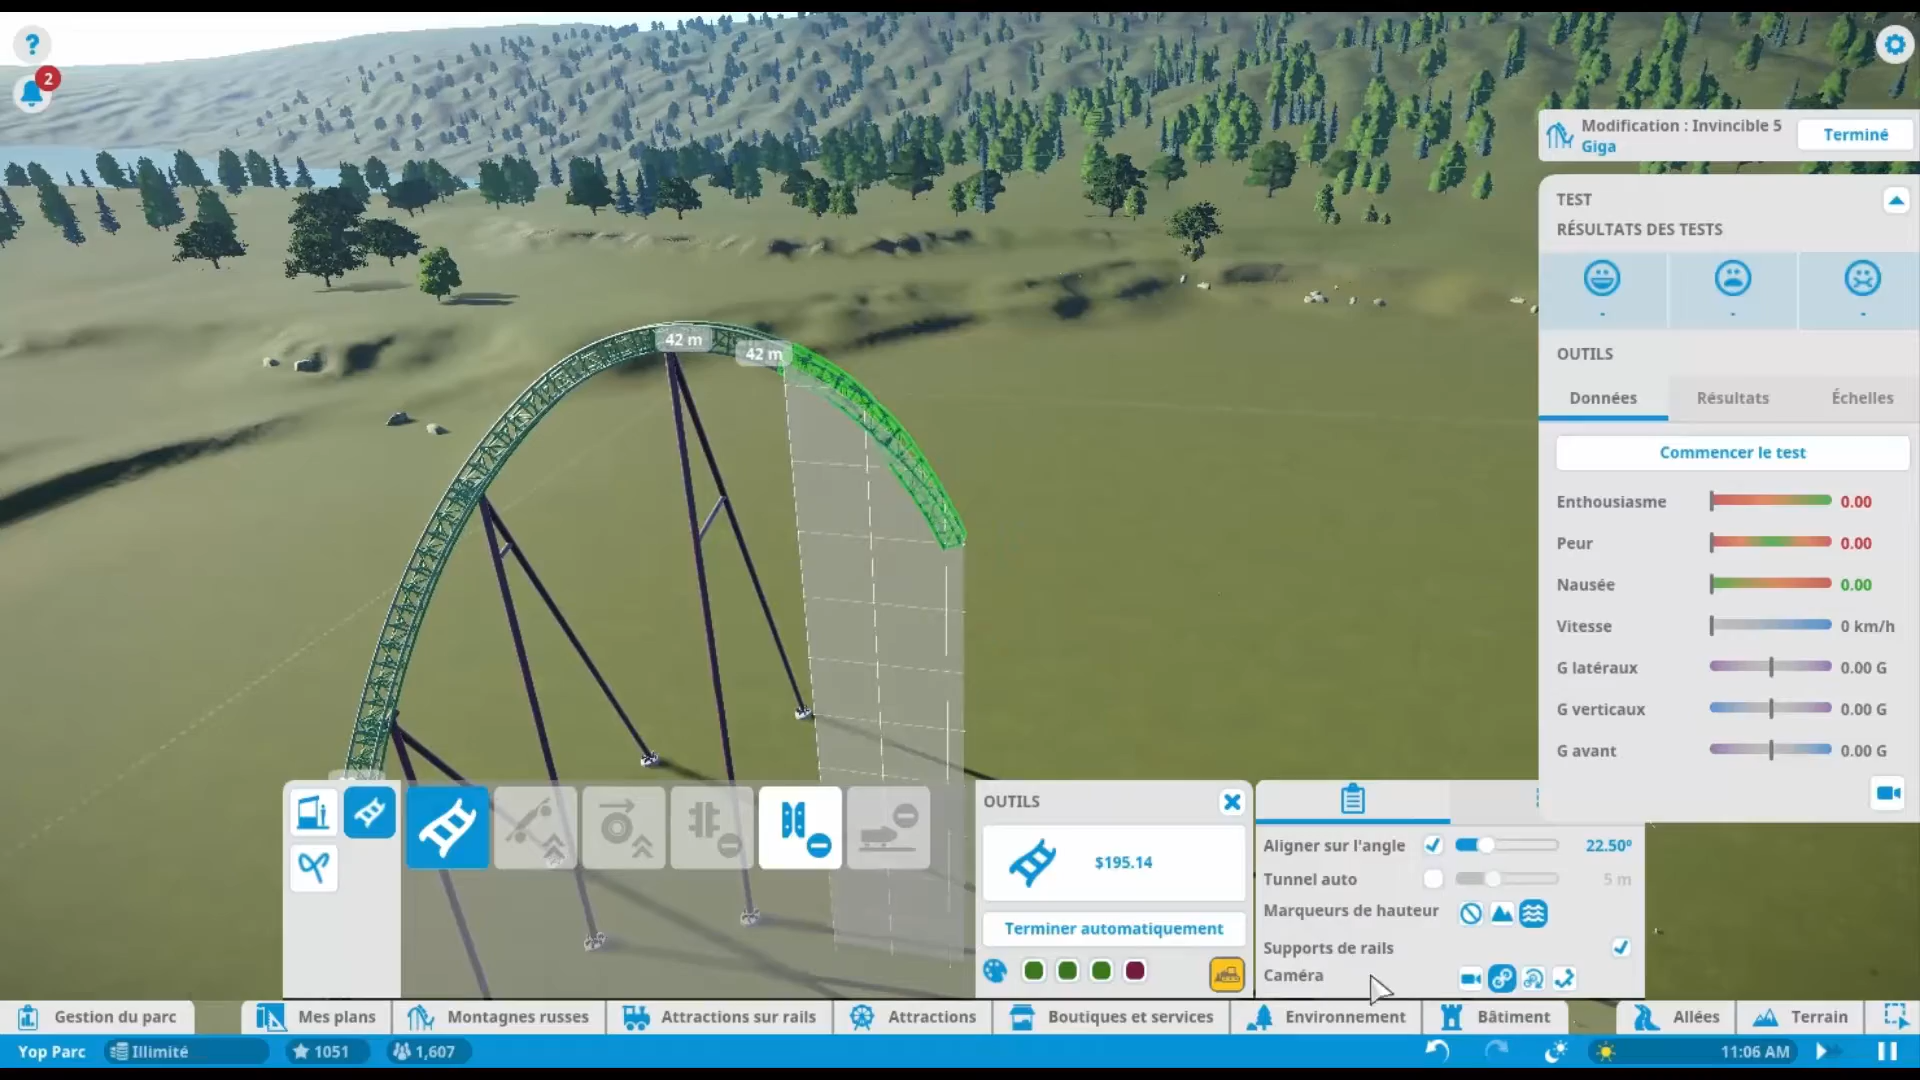 ?
2
Modification : Invincible 5
Giga
Terminé
TEST
RÉSULTATS DES TESTS
-
-
-
OUTILS
Données
Résultats
Échelles
Commencer le test
Enthousiasme
0.00
Peur
0.00
Nausée
0.00
Vitesse
0 km/h
G latéraux
0.00 G
G verticaux
0.00 G
G avant
0.00 G
42 m
42 m
OUTILS
$195.14
Terminer automatiquement
Aligner sur l'angle
22.50°
Tunnel auto
5 m
Marqueurs de hauteur
Supports de rails
Caméra
Gestion du parc
Mes plans
Montagnes russes
Attractions sur rails
Attractions
Boutiques et services
Environnement
Bâtiment
Allées
Terrain
Yop Parc
Illimité
1051
1,607
11:06 AM